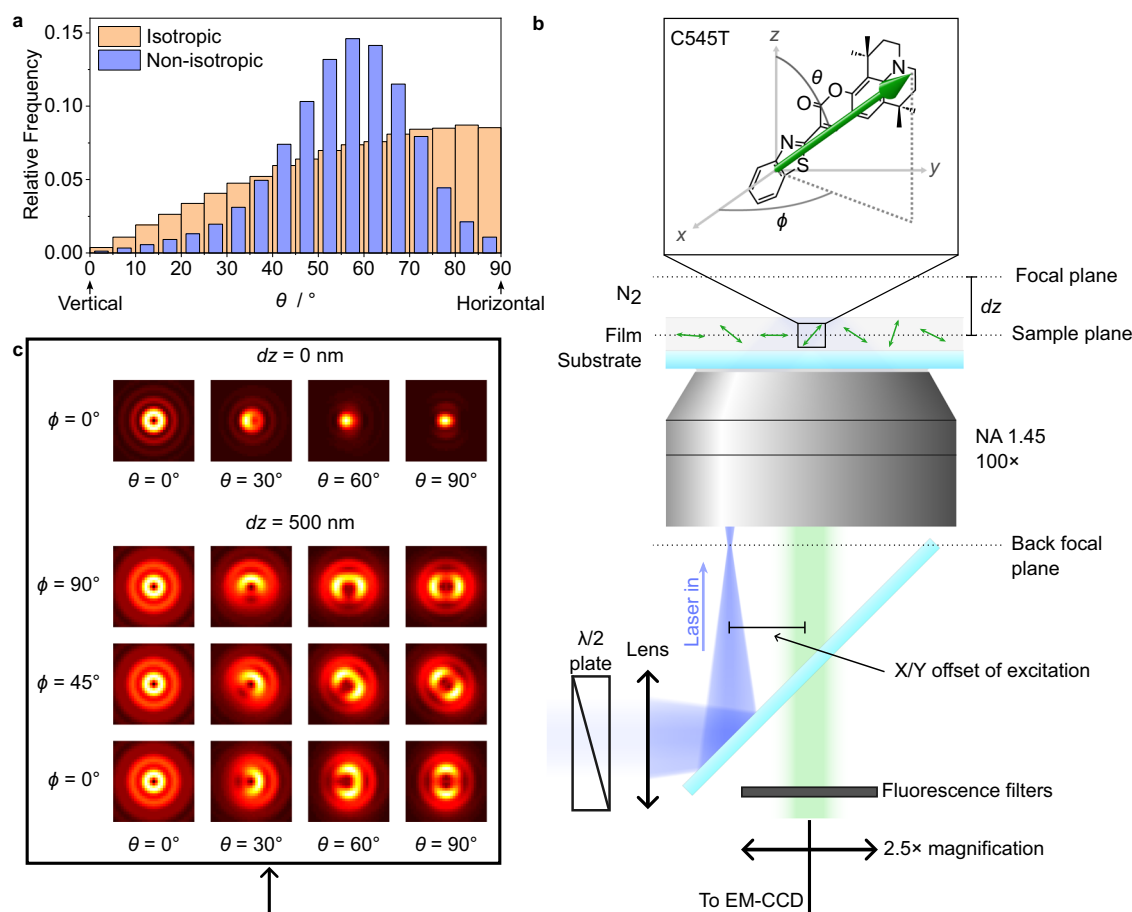 a
0.15
0.10
0.05
0.00
Relative Frequency
Isotropic
Non-isotropic
0 10 20 30 40 50 60 70 80 90
Vertical
θ / °
Horizontal
b
C545T
z
θ
N
O
O
N
S
y
ϕ
x
Focal plane
N2
dz
Film
Sample plane
Substrate
NA 1.45
100×
Back focal
plane
Laser in
λ/2
plate
Lens
X/Y offset of excitation
Fluorescence filters
2.5× magnification
To EM-CCD
c
dz = 0 nm
ϕ = 0°
θ = 0° θ = 30° θ = 60° θ = 90°
dz = 500 nm
ϕ = 90°
ϕ = 45°
ϕ = 0°
θ = 0° θ = 30° θ = 60° θ = 90°